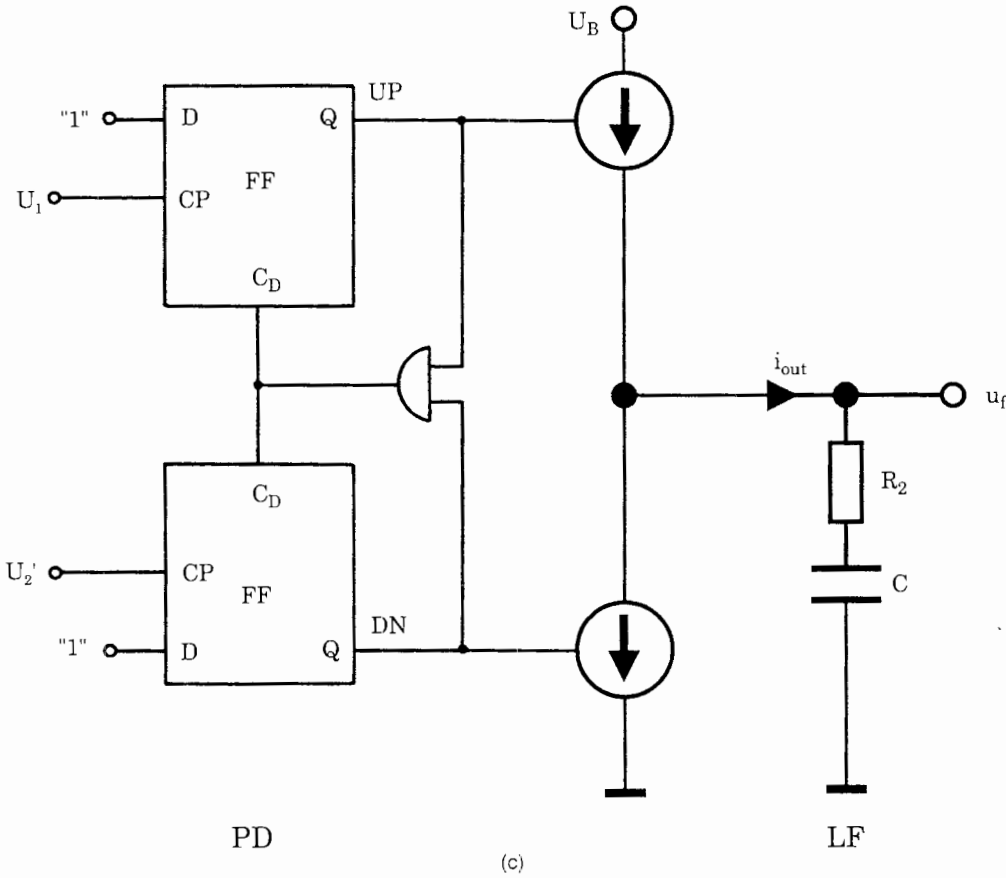 U_B
UP
"1"
D
Q
U_1
CP
FF
C_D
i_out
u_f
R_2
C_D
U_2'
CP
FF
C
DN
"1"
D
Q
PD
LF
(c)